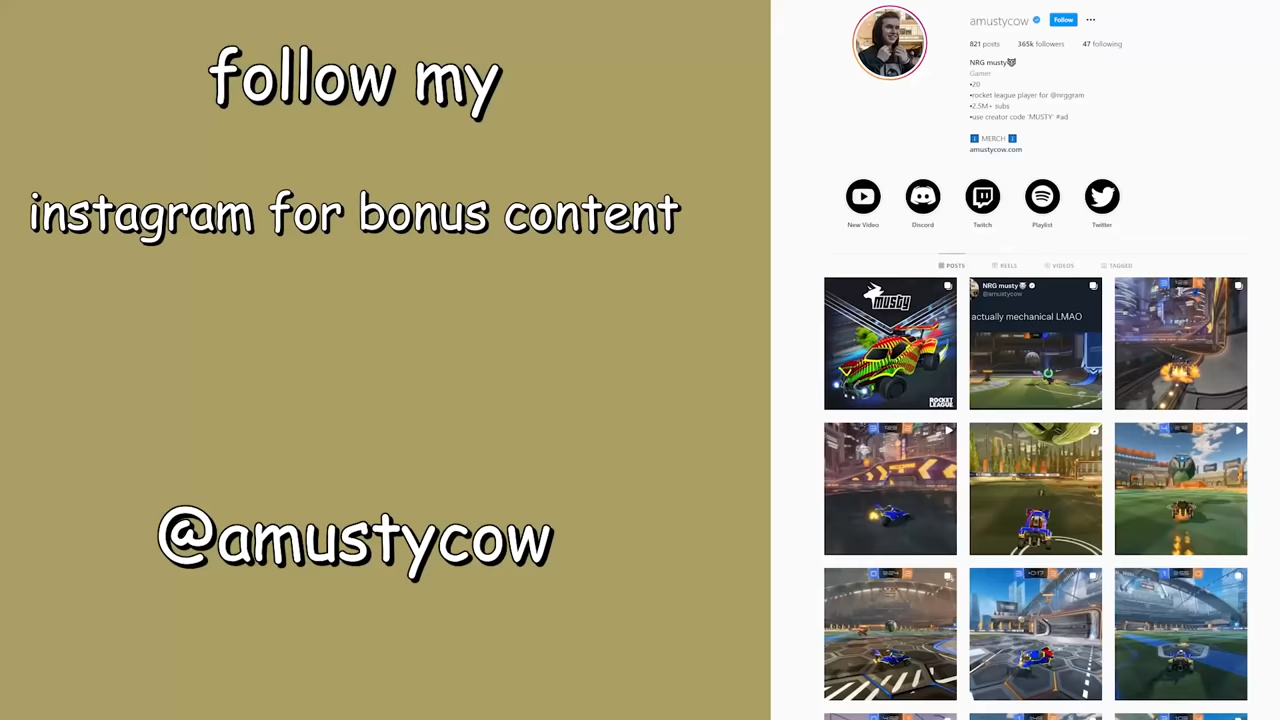 follow my
instagram for bonus content
@amustycow
amustycow
Follow
821 posts 365k followers 47 following
NRG musty
Gamer
•20
•rocket league player for @nrggram
•2.5M+ subs
•use creator code 'MUSTY' #ad
MERCH
amustycow.com
New Video Discord Twitch Playlist Twitter
POSTS REELS VIDEOS TAGGED
musty
ROCKET LEAGUE
NRG musty
@amustycow
actually mechanical LMAO